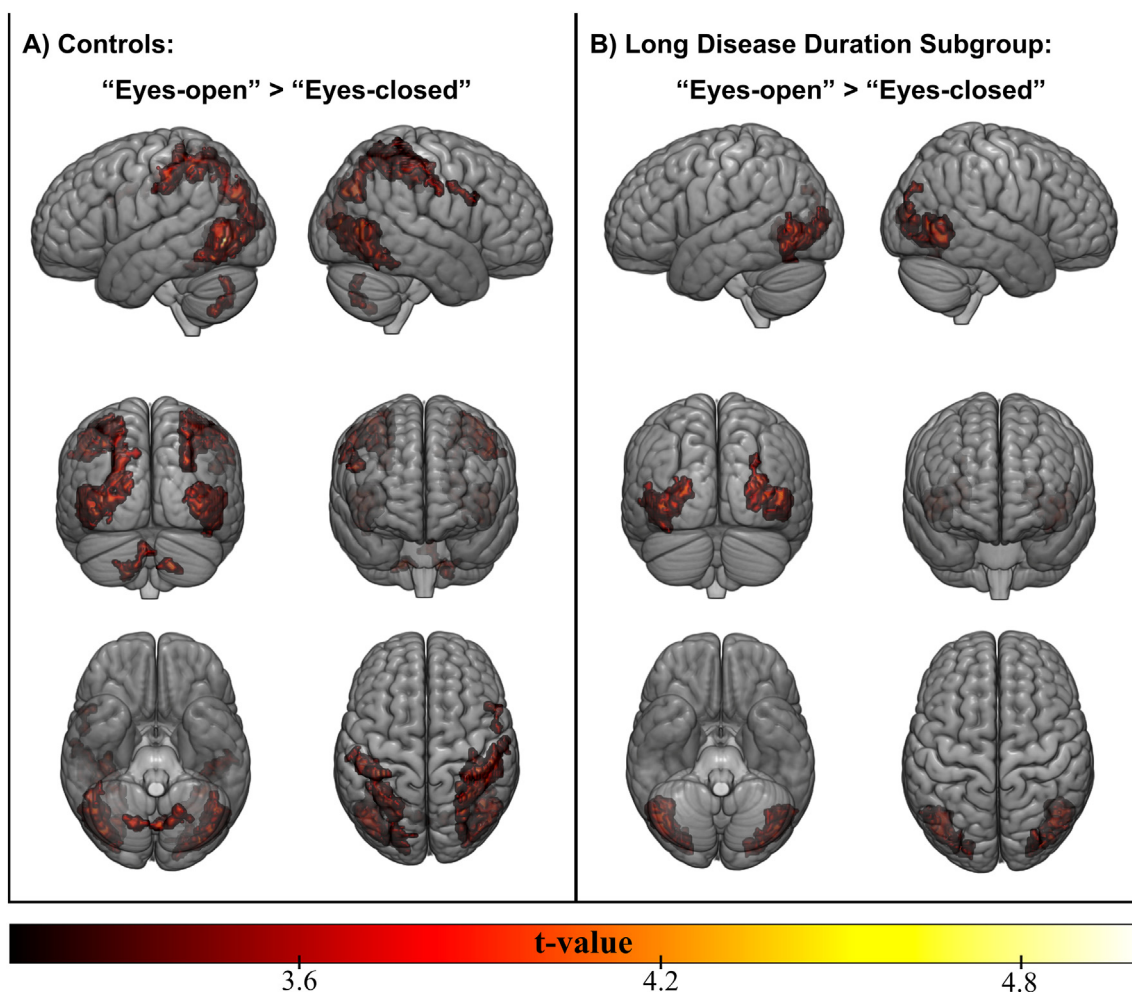 A) Controls:
“Eyes-open” > “Eyes-closed”
B) Long Disease Duration Subgroup:
“Eyes-open” > “Eyes-closed”
t-value
3.6
4.2
4.8